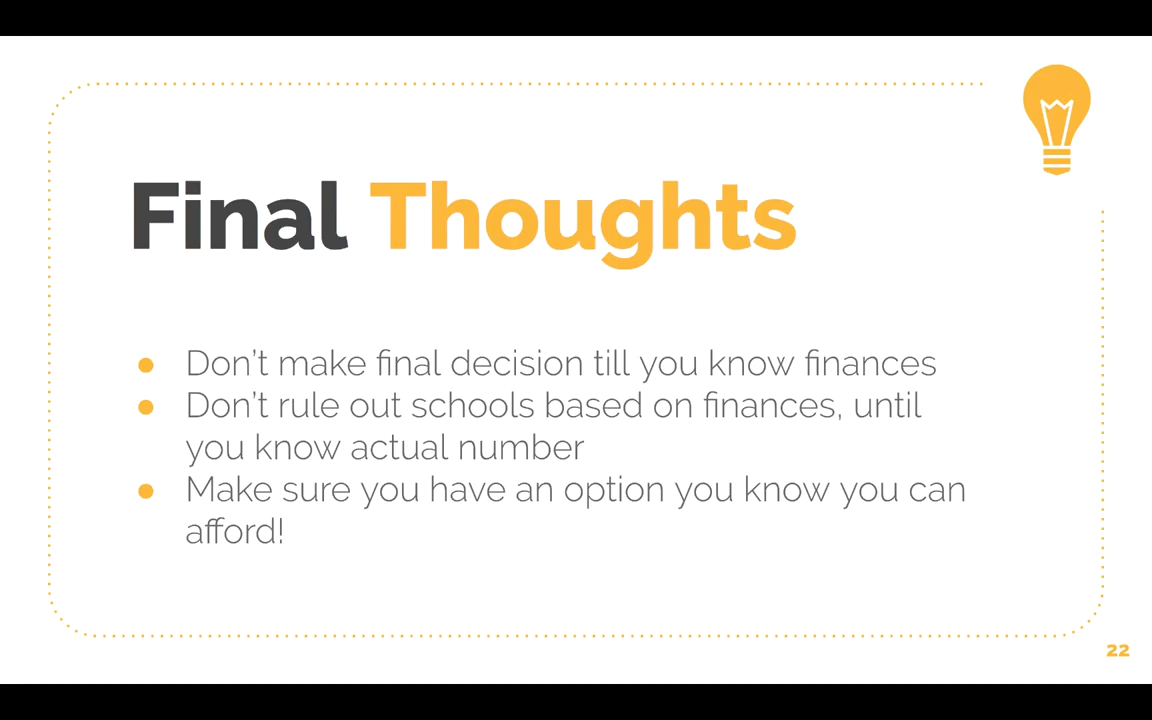 Final Thoughts
● Don't make final decision till you know finances
● Don't rule out schools based on finances, until
you know actual number
● Make sure you have an option you know you can
afford!
22